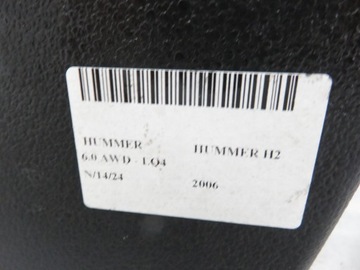 HUMMER HUMMER H2
6.0 AWD LQ4
N/14/24 2006